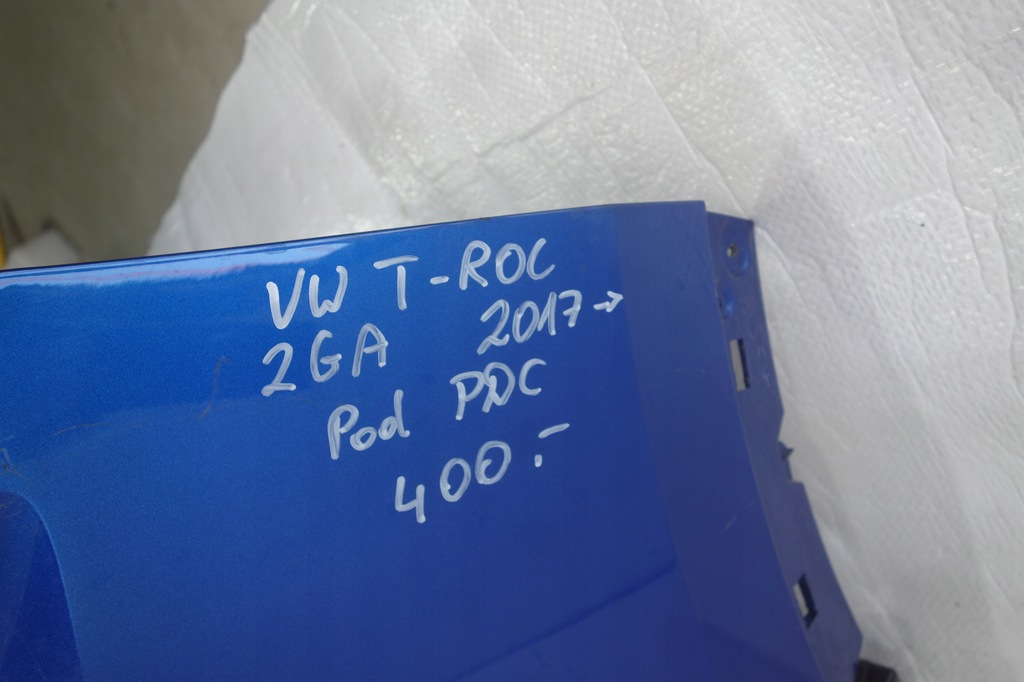 VW T-ROC
2GA 2017→
Pod PDC
400:-